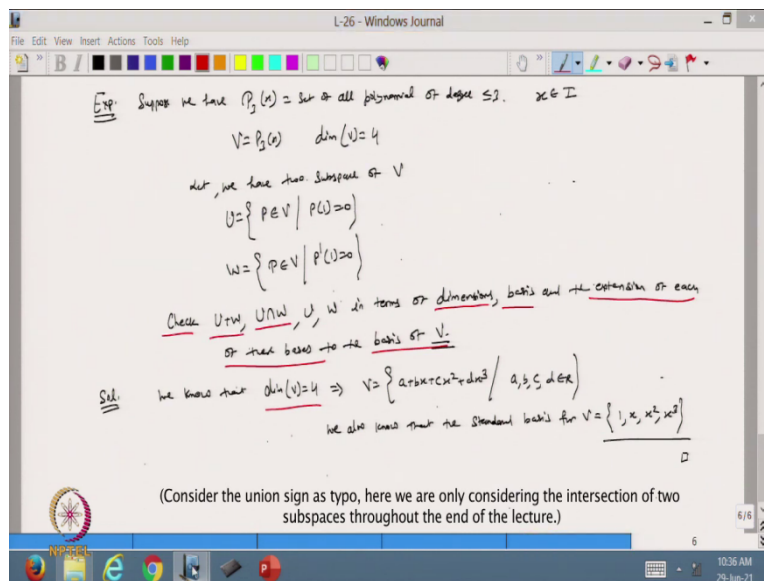 L-26 - Windows Journal
File Edit View Insert Actions Tools Help
Exp. Suppose we have P₃(x) = Set of all polynomial of degree ≤3. x∈I
V=P₃(x) dim(V)=4
Let, we have two subspace of V
U={ P∈V | P(1)=0}
W={ P∈V | P'(1)=0}
Check U+W, U∩W, U, W in terms of dimensions, basis and the extension of each
of these bases to the basis of V.
Sol. We know that dim(V)=4 ⇒ V={a+bx+cx²+dx³ / a,b,c,d∈R}
We also know that the Standard basis for V = {1, x, x², x³}
(Consider the union sign as typo, here we are only considering the intersection of two
subspaces throughout the end of the lecture.)
6/6
6
NPTEL
10:36 AM
29-Jun-21